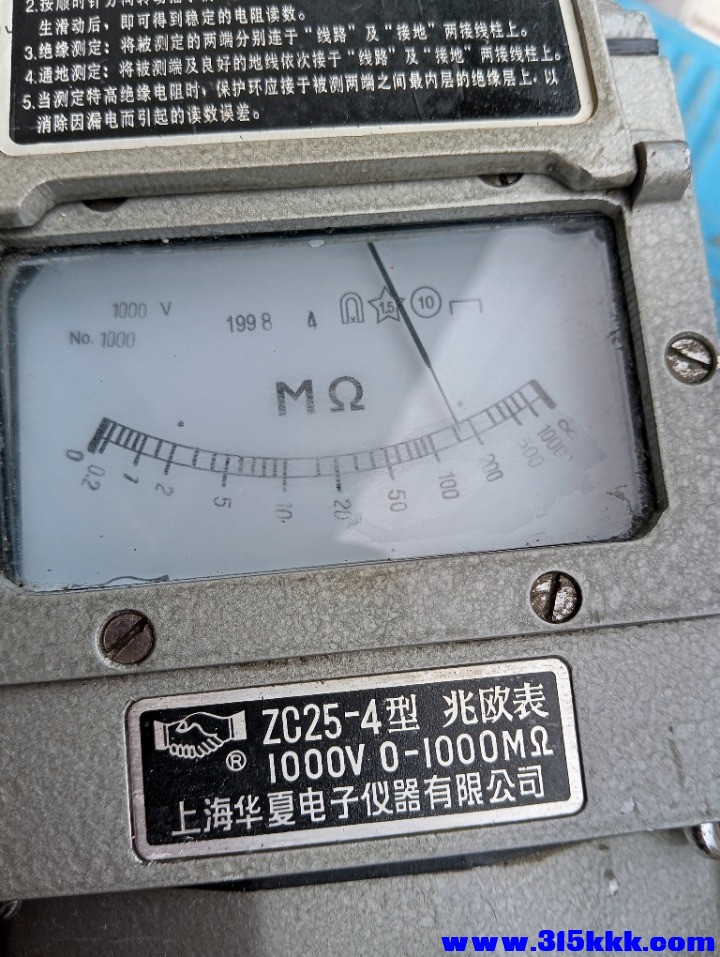 生滑动后，即可得到稳定的电阻读数。
3.绝缘测定：将被测定的两端分别连于"线路"及"接地"两接线柱上。
4.通地测定：将被测端及良好的地线依次接于"线路"及"接地"两接线柱上。
5.当测定特高绝缘电阻时，保护环应接于被测两端之间最内层的绝缘层上，以
消除因漏电而引起的读数误差。
1000 V
No. 1000
1998 4
1.5 10
MΩ
0 0.2 1 2 5 10 20 50 100 200 500 1000 ∞
ZC25-4型 兆欧表
® 1000V 0-1000MΩ
上海华夏电子仪器有限公司
www.315kkk.com